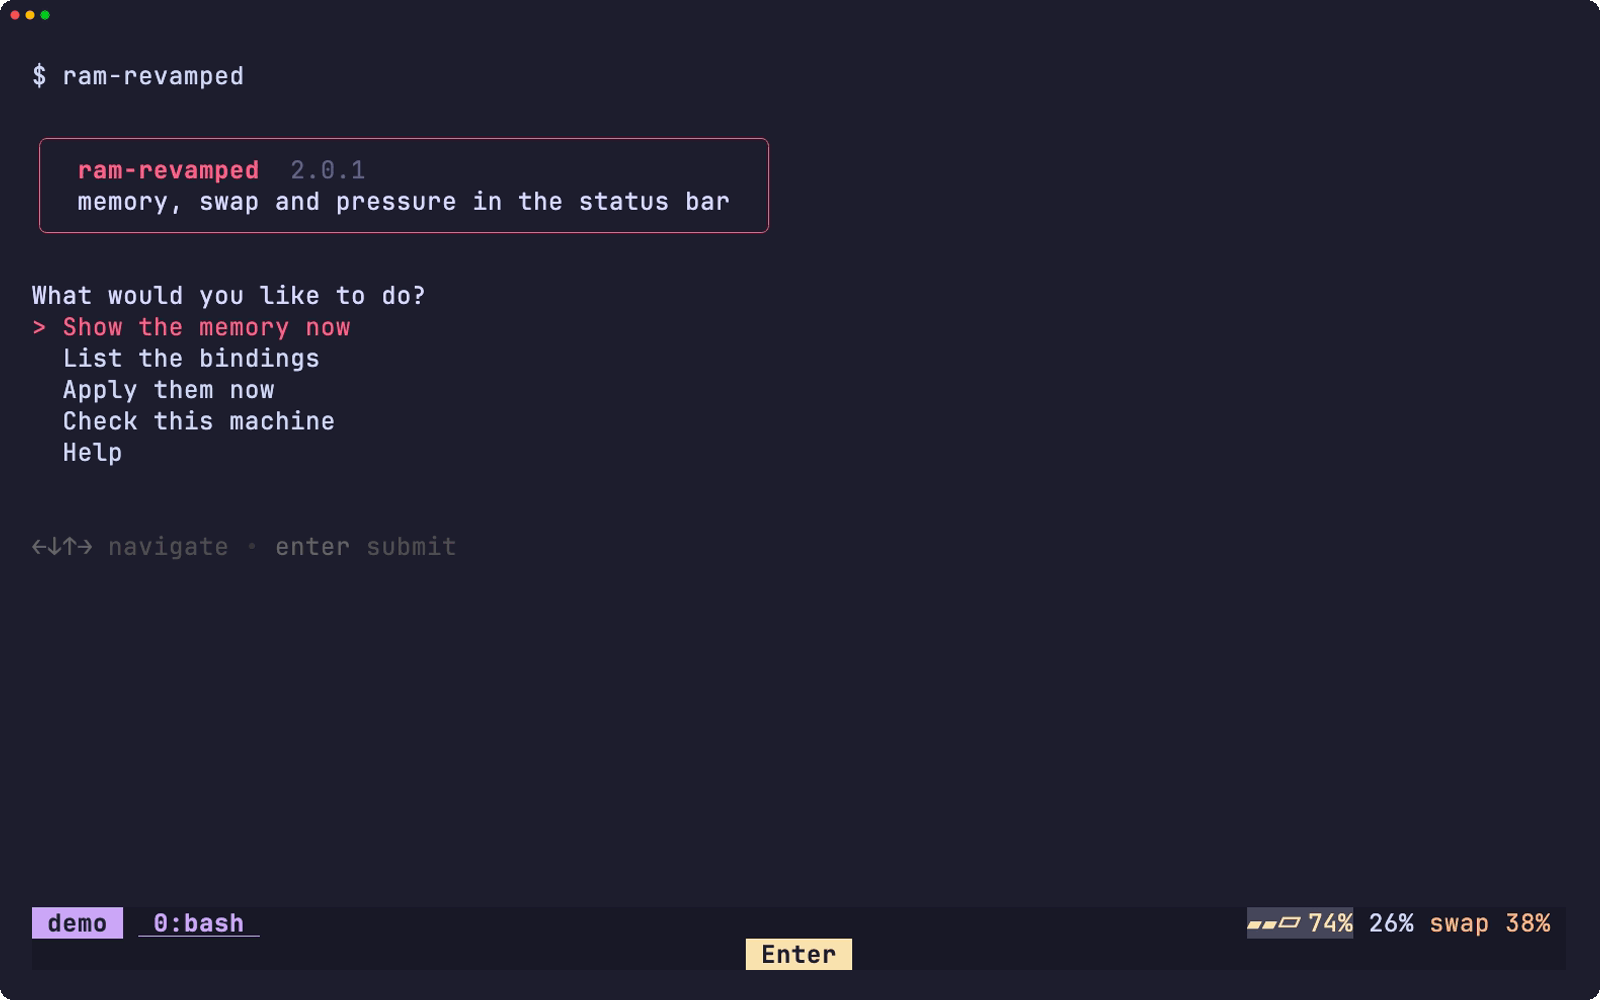 $ ram-revamped
ram-revamped 2.0.1
memory, swap and pressure in the status bar
What would you like to do?
> Show the memory now
List the bindings
Apply them now
Check this machine
Help
←↓↑→ navigate • enter submit
demo 0:bash ▰▰▱ 74% 26% swap 38%
Enter